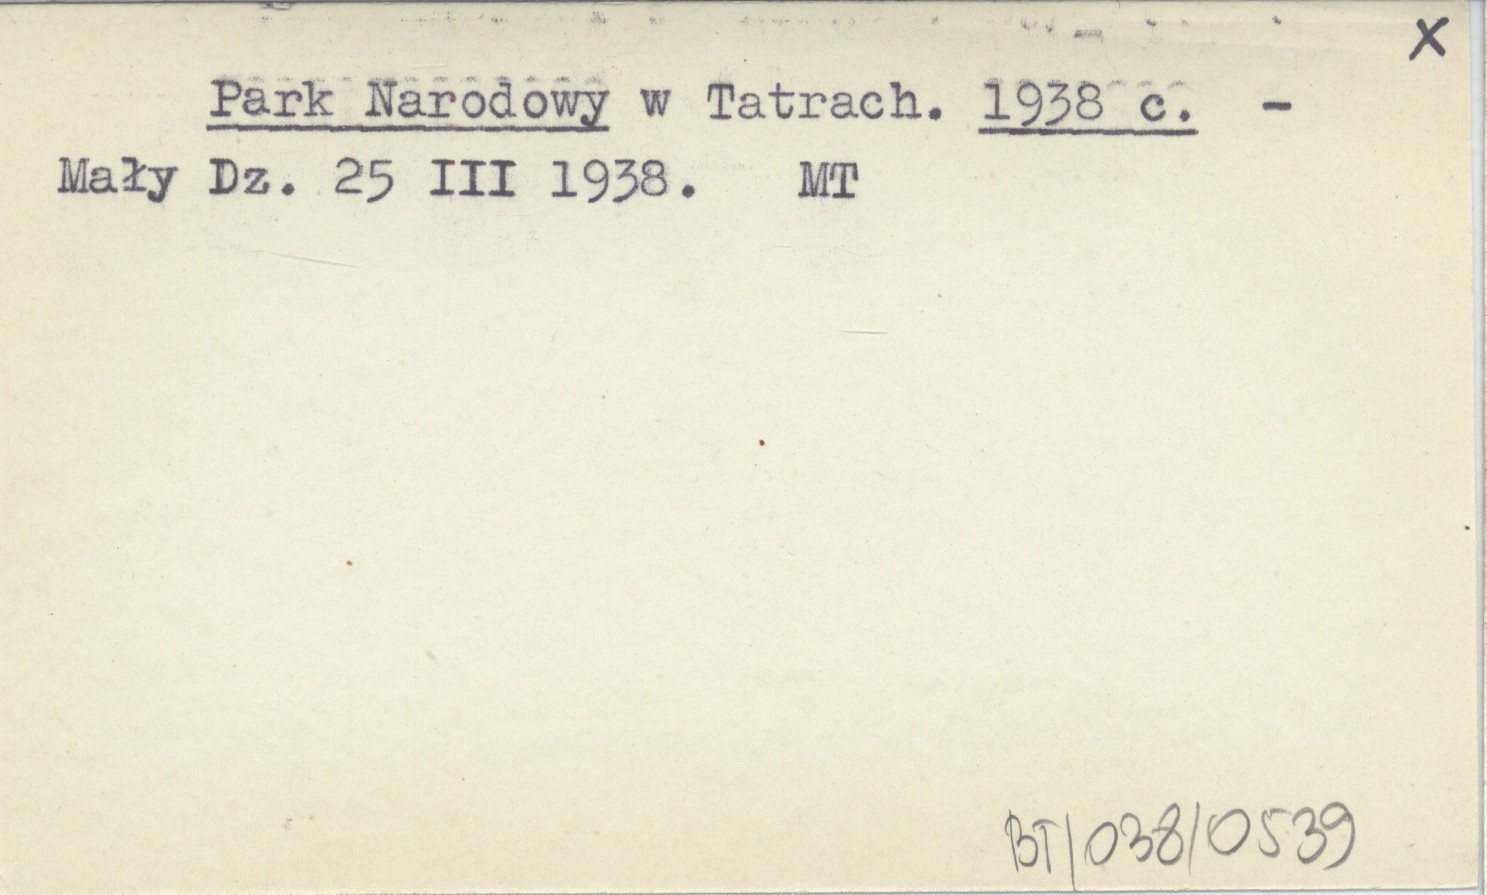 X
Park Narodowy w Tatrach. 1938 c. -
Mały Dz. 25 III 1938. MT
BT/038/0539